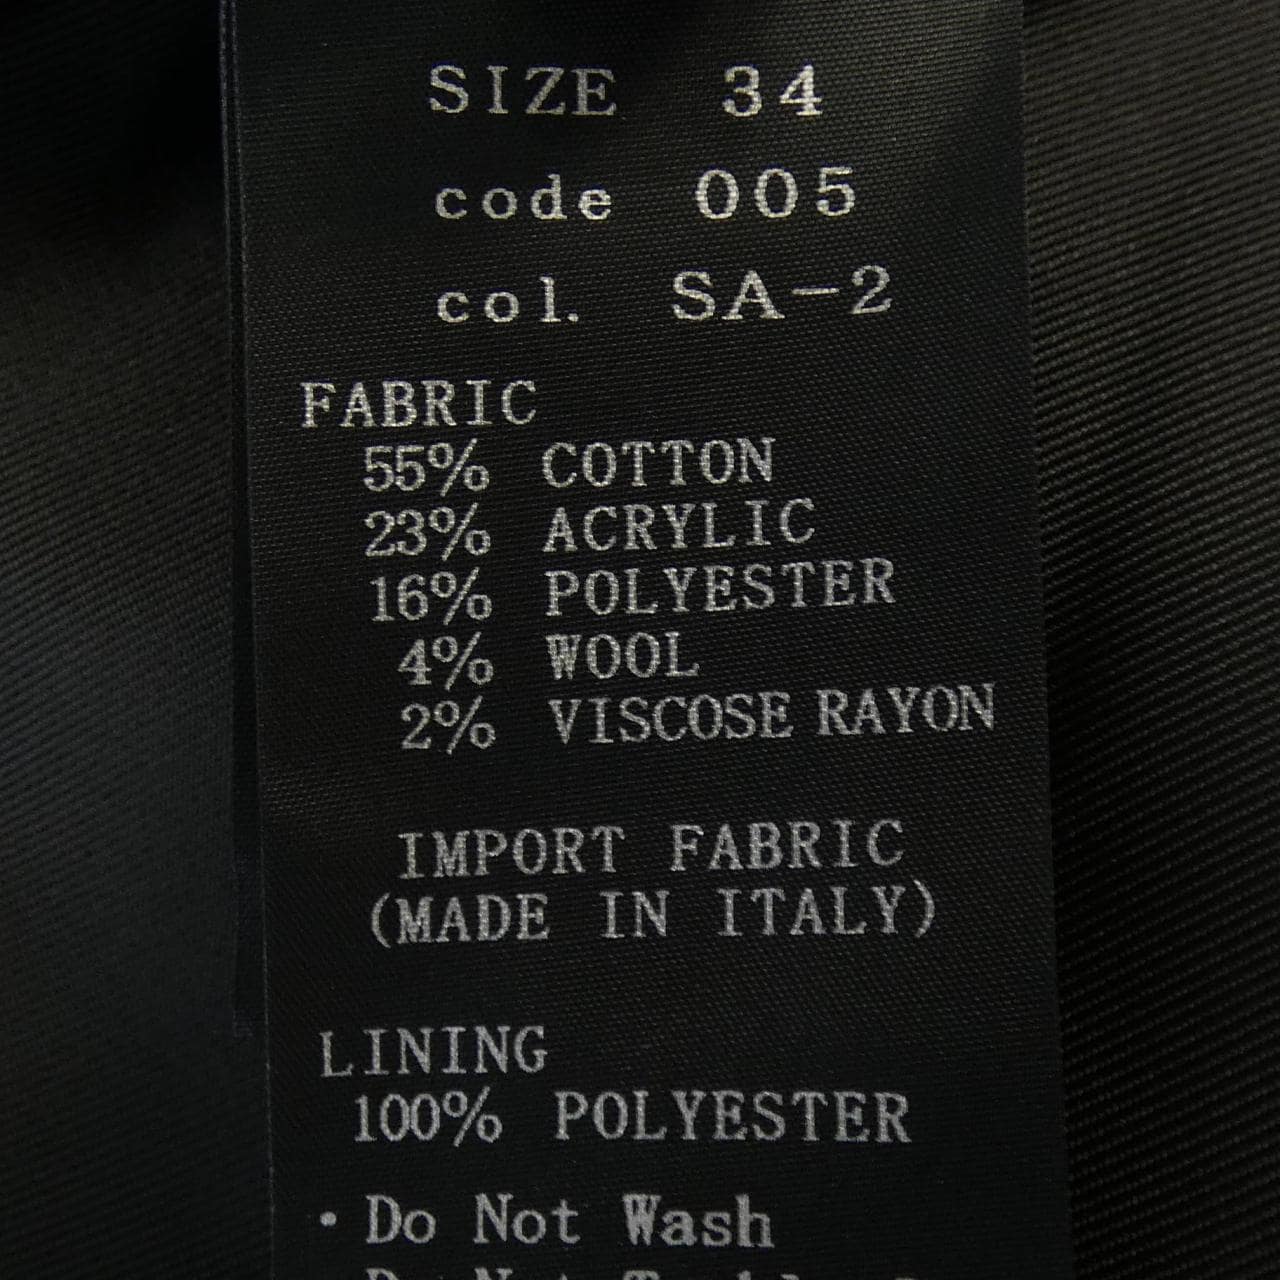 SIZE 34
code 005
col. SA-2
FABRIC
55% COTTON
23% ACRYLIC
16% POLYESTER
4% WOOL
2% VISCOSE RAYON
IMPORT FABRIC
(MADE IN ITALY)
LINING
100% POLYESTER
・Do Not Wash